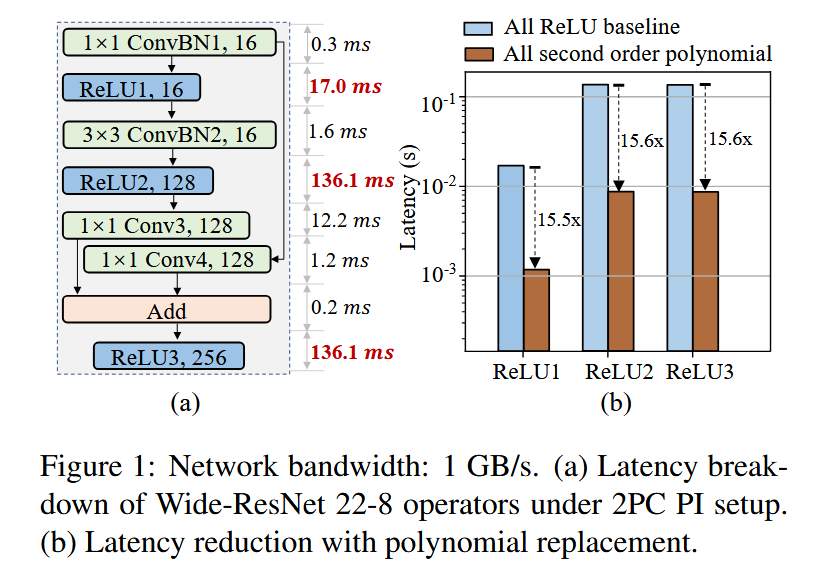 1×1 ConvBN1, 16
0.3 ms
ReLU1, 16
17.0 ms
3×3 ConvBN2, 16
1.6 ms
ReLU2, 128
136.1 ms
1×1 Conv3, 128
12.2 ms
1×1 Conv4, 128
1.2 ms
Add
0.2 ms
ReLU3, 256
136.1 ms
(a)
All ReLU baseline
All second order polynomial
Latency (s)
10⁻¹
10⁻²
10⁻³
15.5x
15.6x
15.6x
ReLU1 ReLU2 ReLU3
(b)
Figure 1: Network bandwidth: 1 GB/s. (a) Latency break-
down of Wide-ResNet 22-8 operators under 2PC PI setup.
(b) Latency reduction with polynomial replacement.